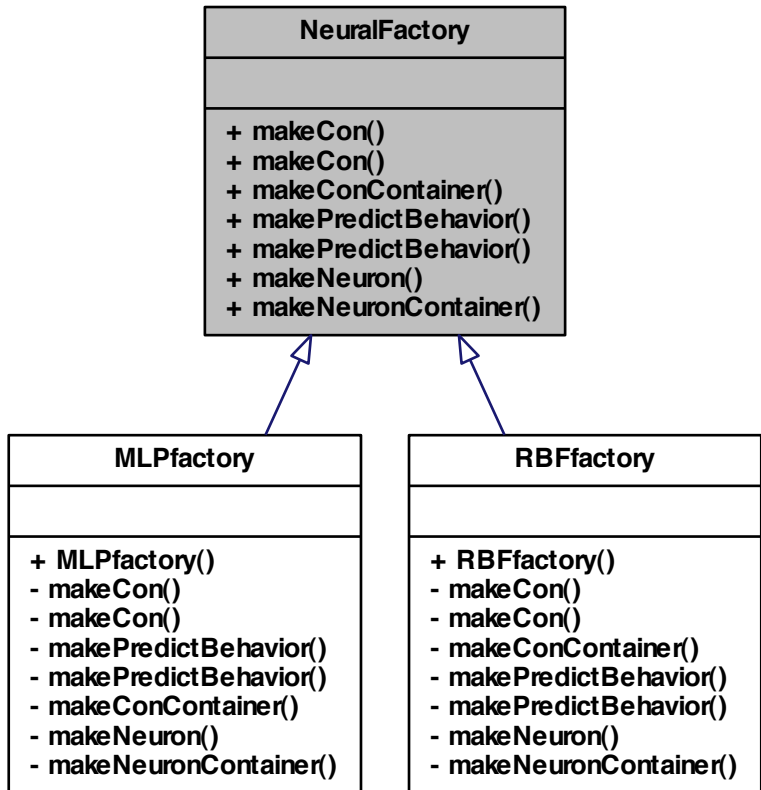 NeuralFactory
+ makeCon()
+ makeCon()
+ makeConContainer()
+ makePredictBehavior()
+ makePredictBehavior()
+ makeNeuron()
+ makeNeuronContainer()
MLPfactory
+ MLPfactory()
- makeCon()
- makeCon()
- makePredictBehavior()
- makePredictBehavior()
- makeConContainer()
- makeNeuron()
- makeNeuronContainer()
RBFfactory
+ RBFfactory()
- makeCon()
- makeCon()
- makeConContainer()
- makePredictBehavior()
- makePredictBehavior()
- makeNeuron()
- makeNeuronContainer()